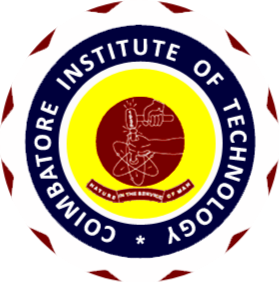 COIMBATORE INSTITUTE OF TECHNOLOGY *
NATURE IN THE SERVICE OF MAN